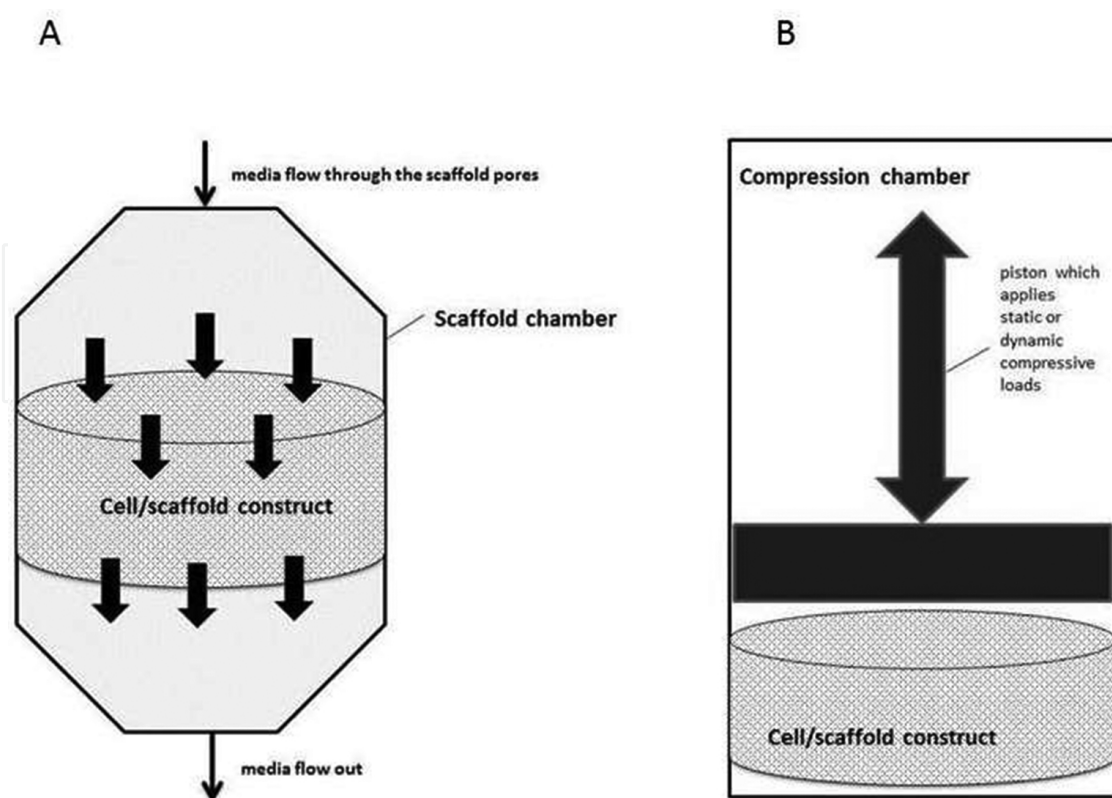 A
B
media flow through the scaffold pores
Scaffold chamber
Cell/scaffold construct
media flow out
Compression chamber
piston which
applies
static or
dynamic
compressive
loads
Cell/scaffold construct